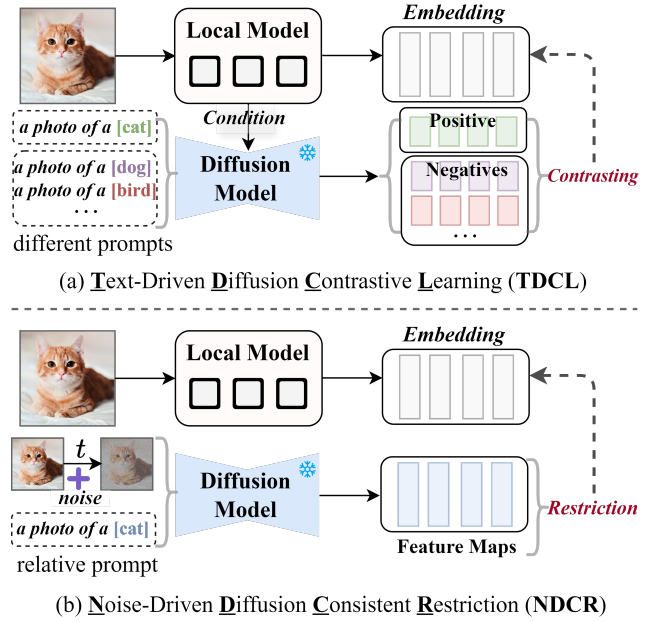 Local Model
Embedding
Condition
a photo of a [cat]
a photo of a [dog]
a photo of a [bird]
...
different prompts
Diffusion
Model
Positive
Negatives
...
Contrasting
(a) Text-Driven Diffusion Contrastive Learning (TDCL)
Local Model
Embedding
t
noise
a photo of a [cat]
relative prompt
Diffusion
Model
Feature Maps
Restriction
(b) Noise-Driven Diffusion Consistent Restriction (NDCR)